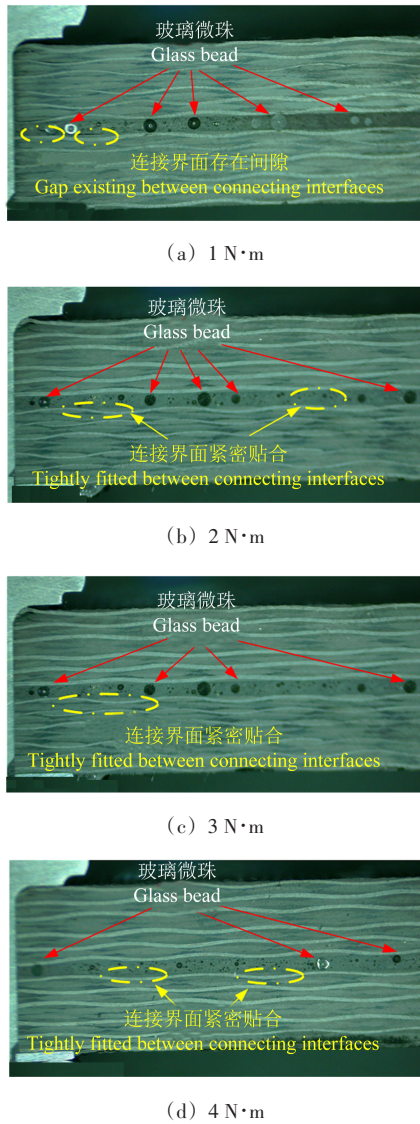 玻璃微珠
Glass bead
连接界面存在间隙
Gap existing between connecting interfaces
（a）1 N·m
玻璃微珠
Glass bead
连接界面紧密贴合
Tightly fitted between connecting interfaces
（b）2 N·m
玻璃微珠
Glass bead
连接界面紧密贴合
Tightly fitted between connecting interfaces
（c）3 N·m
玻璃微珠
Glass bead
连接界面紧密贴合
Tightly fitted between connecting interfaces
（d）4 N·m